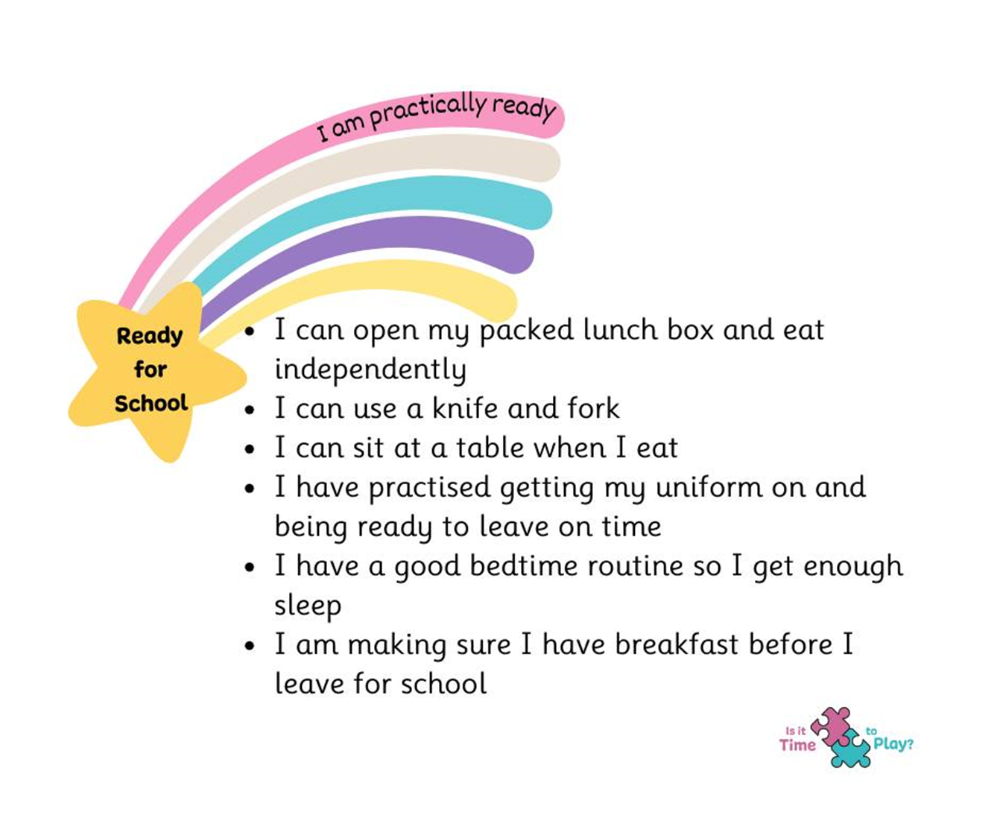 I am practically ready
Ready
for
School
• I can open my packed lunch box and eat
independently
• I can use a knife and fork
• I can sit at a table when I eat
• I have practised getting my uniform on and
being ready to leave on time
• I have a good bedtime routine so I get enough
sleep
• I am making sure I have breakfast before I
leave for school
Is it
Time
to
Play?